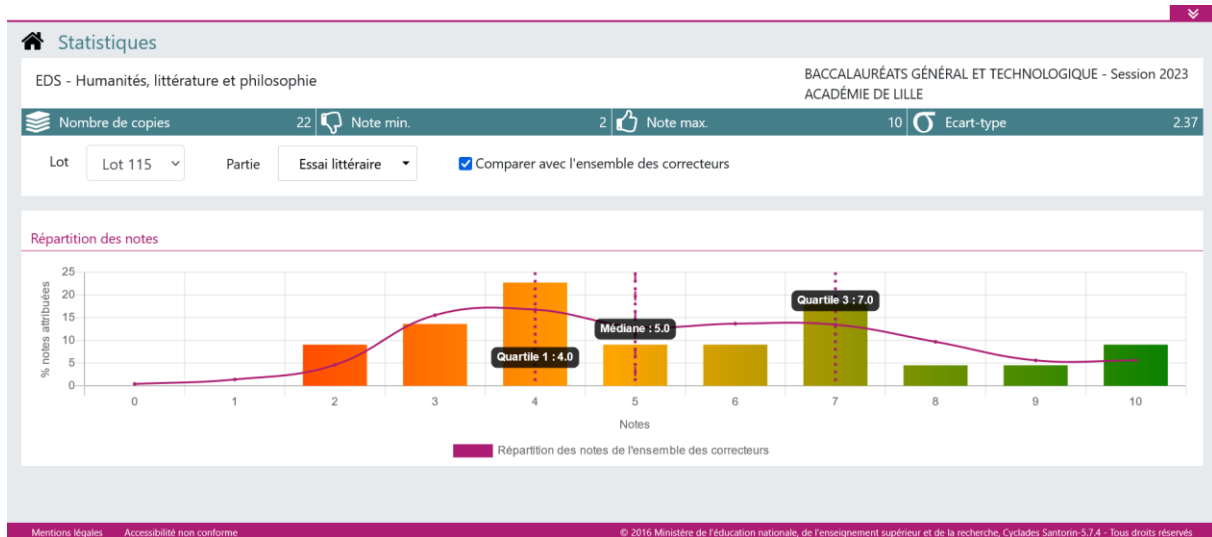 Statistiques
EDS - Humanités, littérature et philosophie
BACCALAURÉATS GÉNÉRAL ET TECHNOLOGIQUE - Session 2023
ACADÉMIE DE LILLE
Nombre de copies 22 Note min. 2 Note max. 10 Ecart-type 2.37
Lot Lot 115 Partie Essai littéraire Comparer avec l'ensemble des correcteurs
Répartition des notes
% notes attribuées
25
20
15
10
5
0
Quartile 1 : 4.0
Médiane : 5.0
Quartile 3 : 7.0
0 1 2 3 4 5 6 7 8 9 10
Notes
Répartition des notes de l'ensemble des correcteurs
Mentions légales Accessibilité non conforme © 2016 Ministère de l'éducation nationale, de l'enseignement supérieur et de la recherche, Cyclades Santorin-5.7.4 - Tous droits réservés